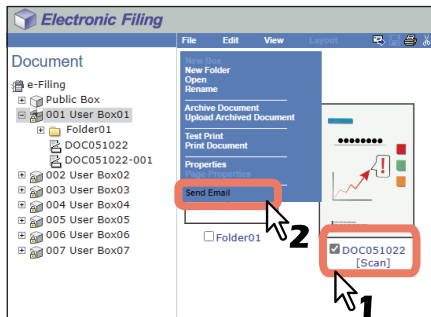 Electronic Filing
File Edit View Layout
Document
e-Filing
Public Box
001 User Box01
Folder01
DOC051022
DOC051022-001
002 User Box02
003 User Box03
004 User Box04
005 User Box05
006 User Box06
007 User Box07
New Box
New Folder
Open
Rename
Archive Document
Upload Archived Document
Test Print
Print Document
Properties
Page Properties
Send Email
Folder01
DOC051022
[Scan]
2
1